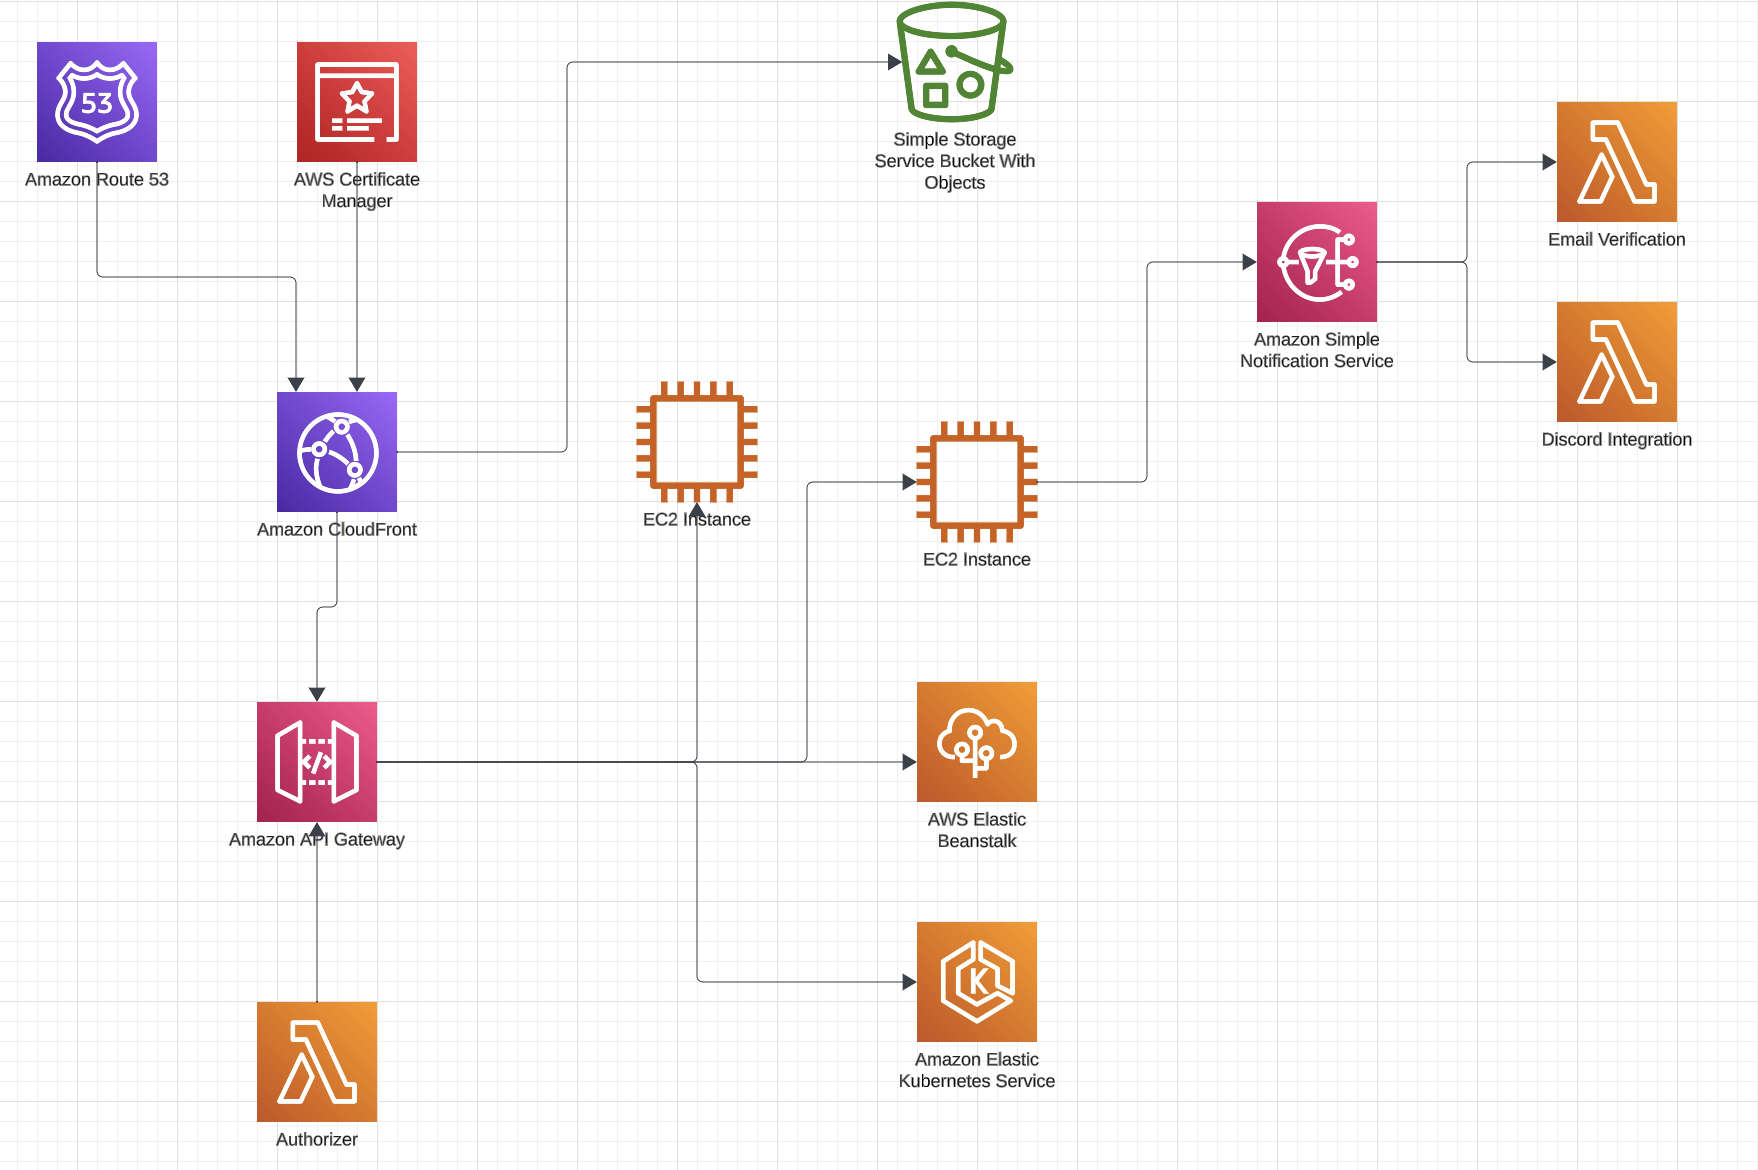 53
Amazon Route 53
AWS Certificate
Manager
Simple Storage
Service Bucket With
Objects
Email Verification
Amazon Simple
Notification Service
Discord Integration
Amazon CloudFront
EC2 Instance
EC2 Instance
</>
Amazon API Gateway
AWS Elastic
Beanstalk
K
Amazon Elastic
Kubernetes Service
Authorizer